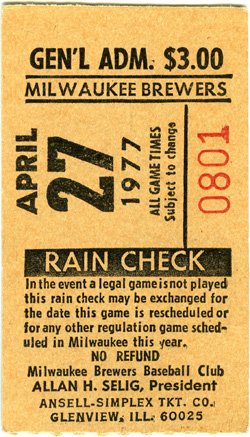 GEN'L ADM. $3.00
MILWAUKEE BREWERS
APRIL
27
1977
ALL GAME TIMES
Subject to change
0801
RAIN CHECK
In the event a legal game is not played
this rain check may be exchanged for
the date this game is rescheduled or
for any other regulation game sched-
uled in Milwaukee this year.
NO REFUND
Milwaukee Brewers Baseball Club
ALLAN H. SELIG, President
ANSELL-SIMPLEX TKT. CO.
GLENVIEW, ILL. 60025